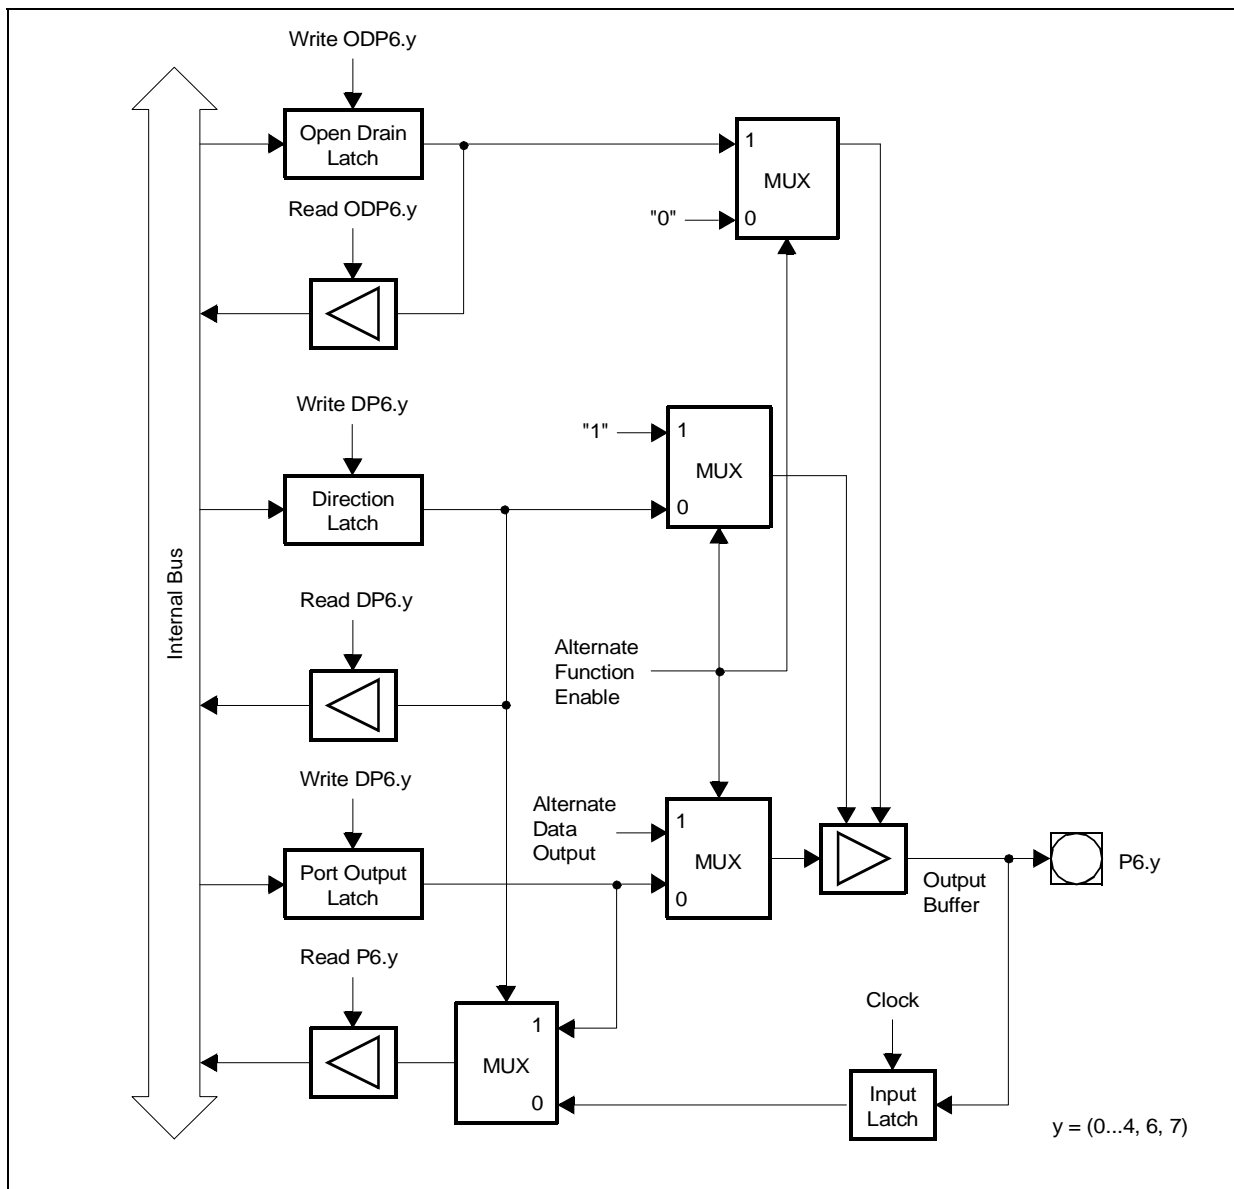 Write ODP6.y
Open Drain
Latch
1
MUX
"0"
0
Read ODP6.y
Write DP6.y
"1"
1
MUX
Direction
Latch
0
Internal Bus
Read DP6.y
Alternate
Function
Enable
Write DP6.y
Alternate
Data
Output
1
MUX
0
Port Output
Latch
Output
Buffer
P6.y
Read P6.y
1
MUX
0
Clock
Input
Latch
y = (0...4, 6, 7)